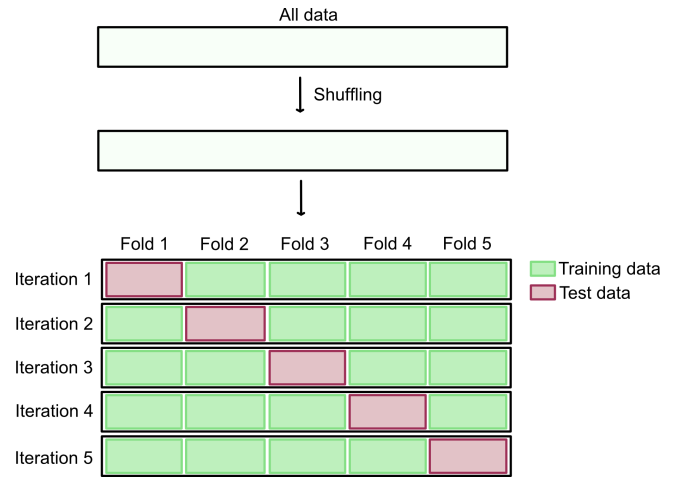 All data
Shuffling
Fold 1 Fold 2 Fold 3 Fold 4 Fold 5
Iteration 1
Iteration 2
Iteration 3
Iteration 4
Iteration 5
Training data
Test data